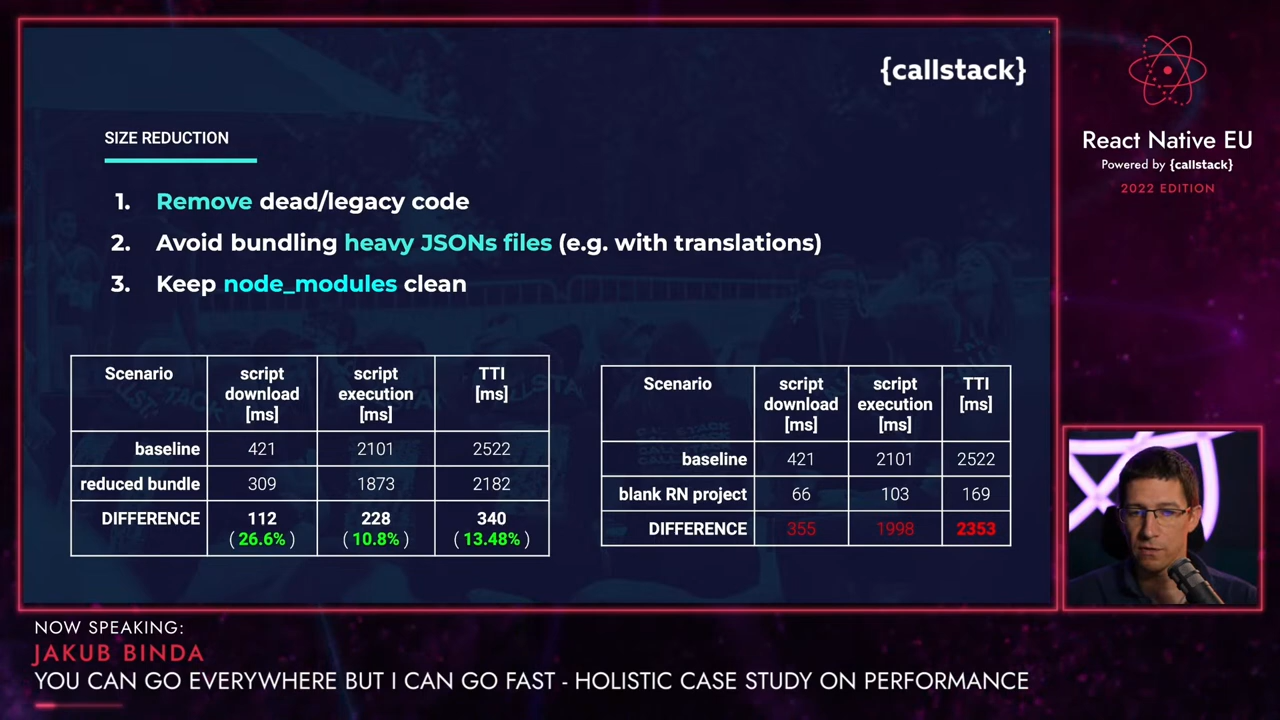 {callstack}
SIZE REDUCTION
1. Remove dead/legacy code
2. Avoid bundling heavy JSONs files (e.g. with translations)
3. Keep node_modules clean
Scenario script download [ms] script execution [ms] TTI [ms]
baseline 421 2101 2522
reduced bundle 309 1873 2182
DIFFERENCE 112 (26.6%) 228 (10.8%) 340 (13.48%)
Scenario script download [ms] script execution [ms] TTI [ms]
baseline 421 2101 2522
blank RN project 66 103 169
DIFFERENCE 355 1998 2353
React Native EU
Powered by {callstack}
2022 EDITION
NOW SPEAKING:
JAKUB BINDA
YOU CAN GO EVERYWHERE BUT I CAN GO FAST - HOLISTIC CASE STUDY ON PERFORMANCE